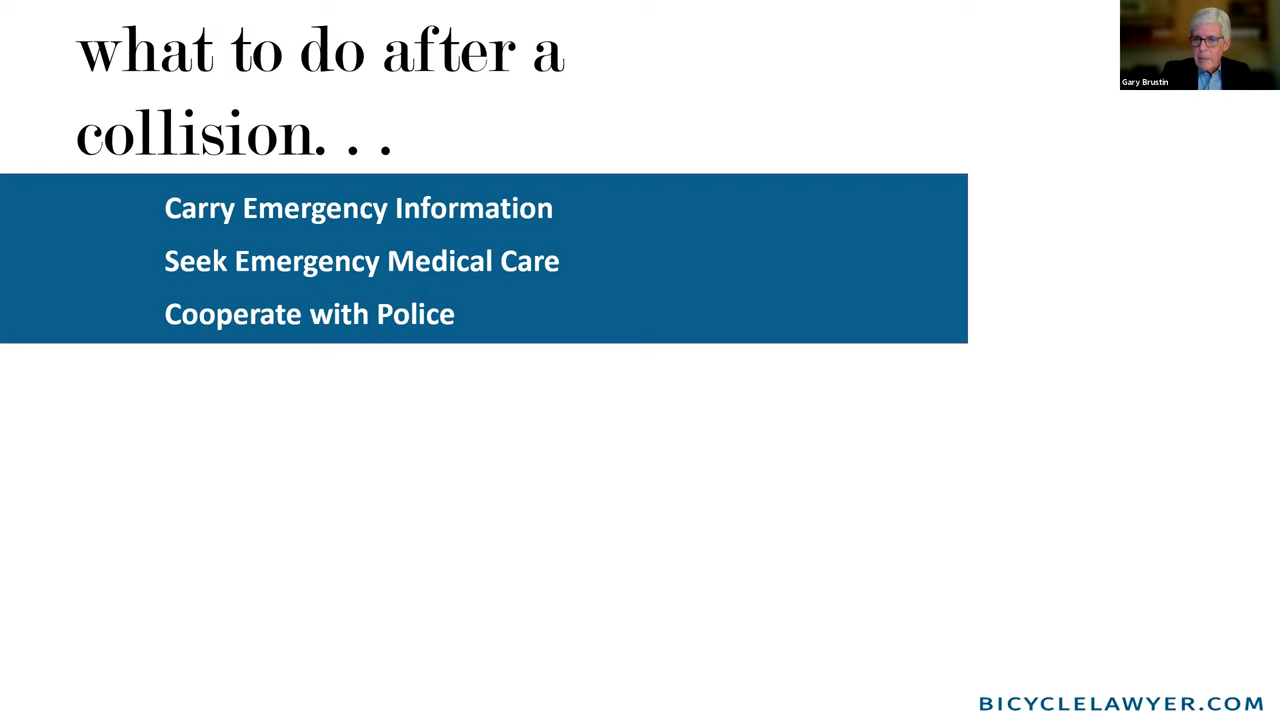 what to do after a
collision. . .
Gary Brustin
Carry Emergency Information
Seek Emergency Medical Care
Cooperate with Police
BICYCLELAWYER.COM